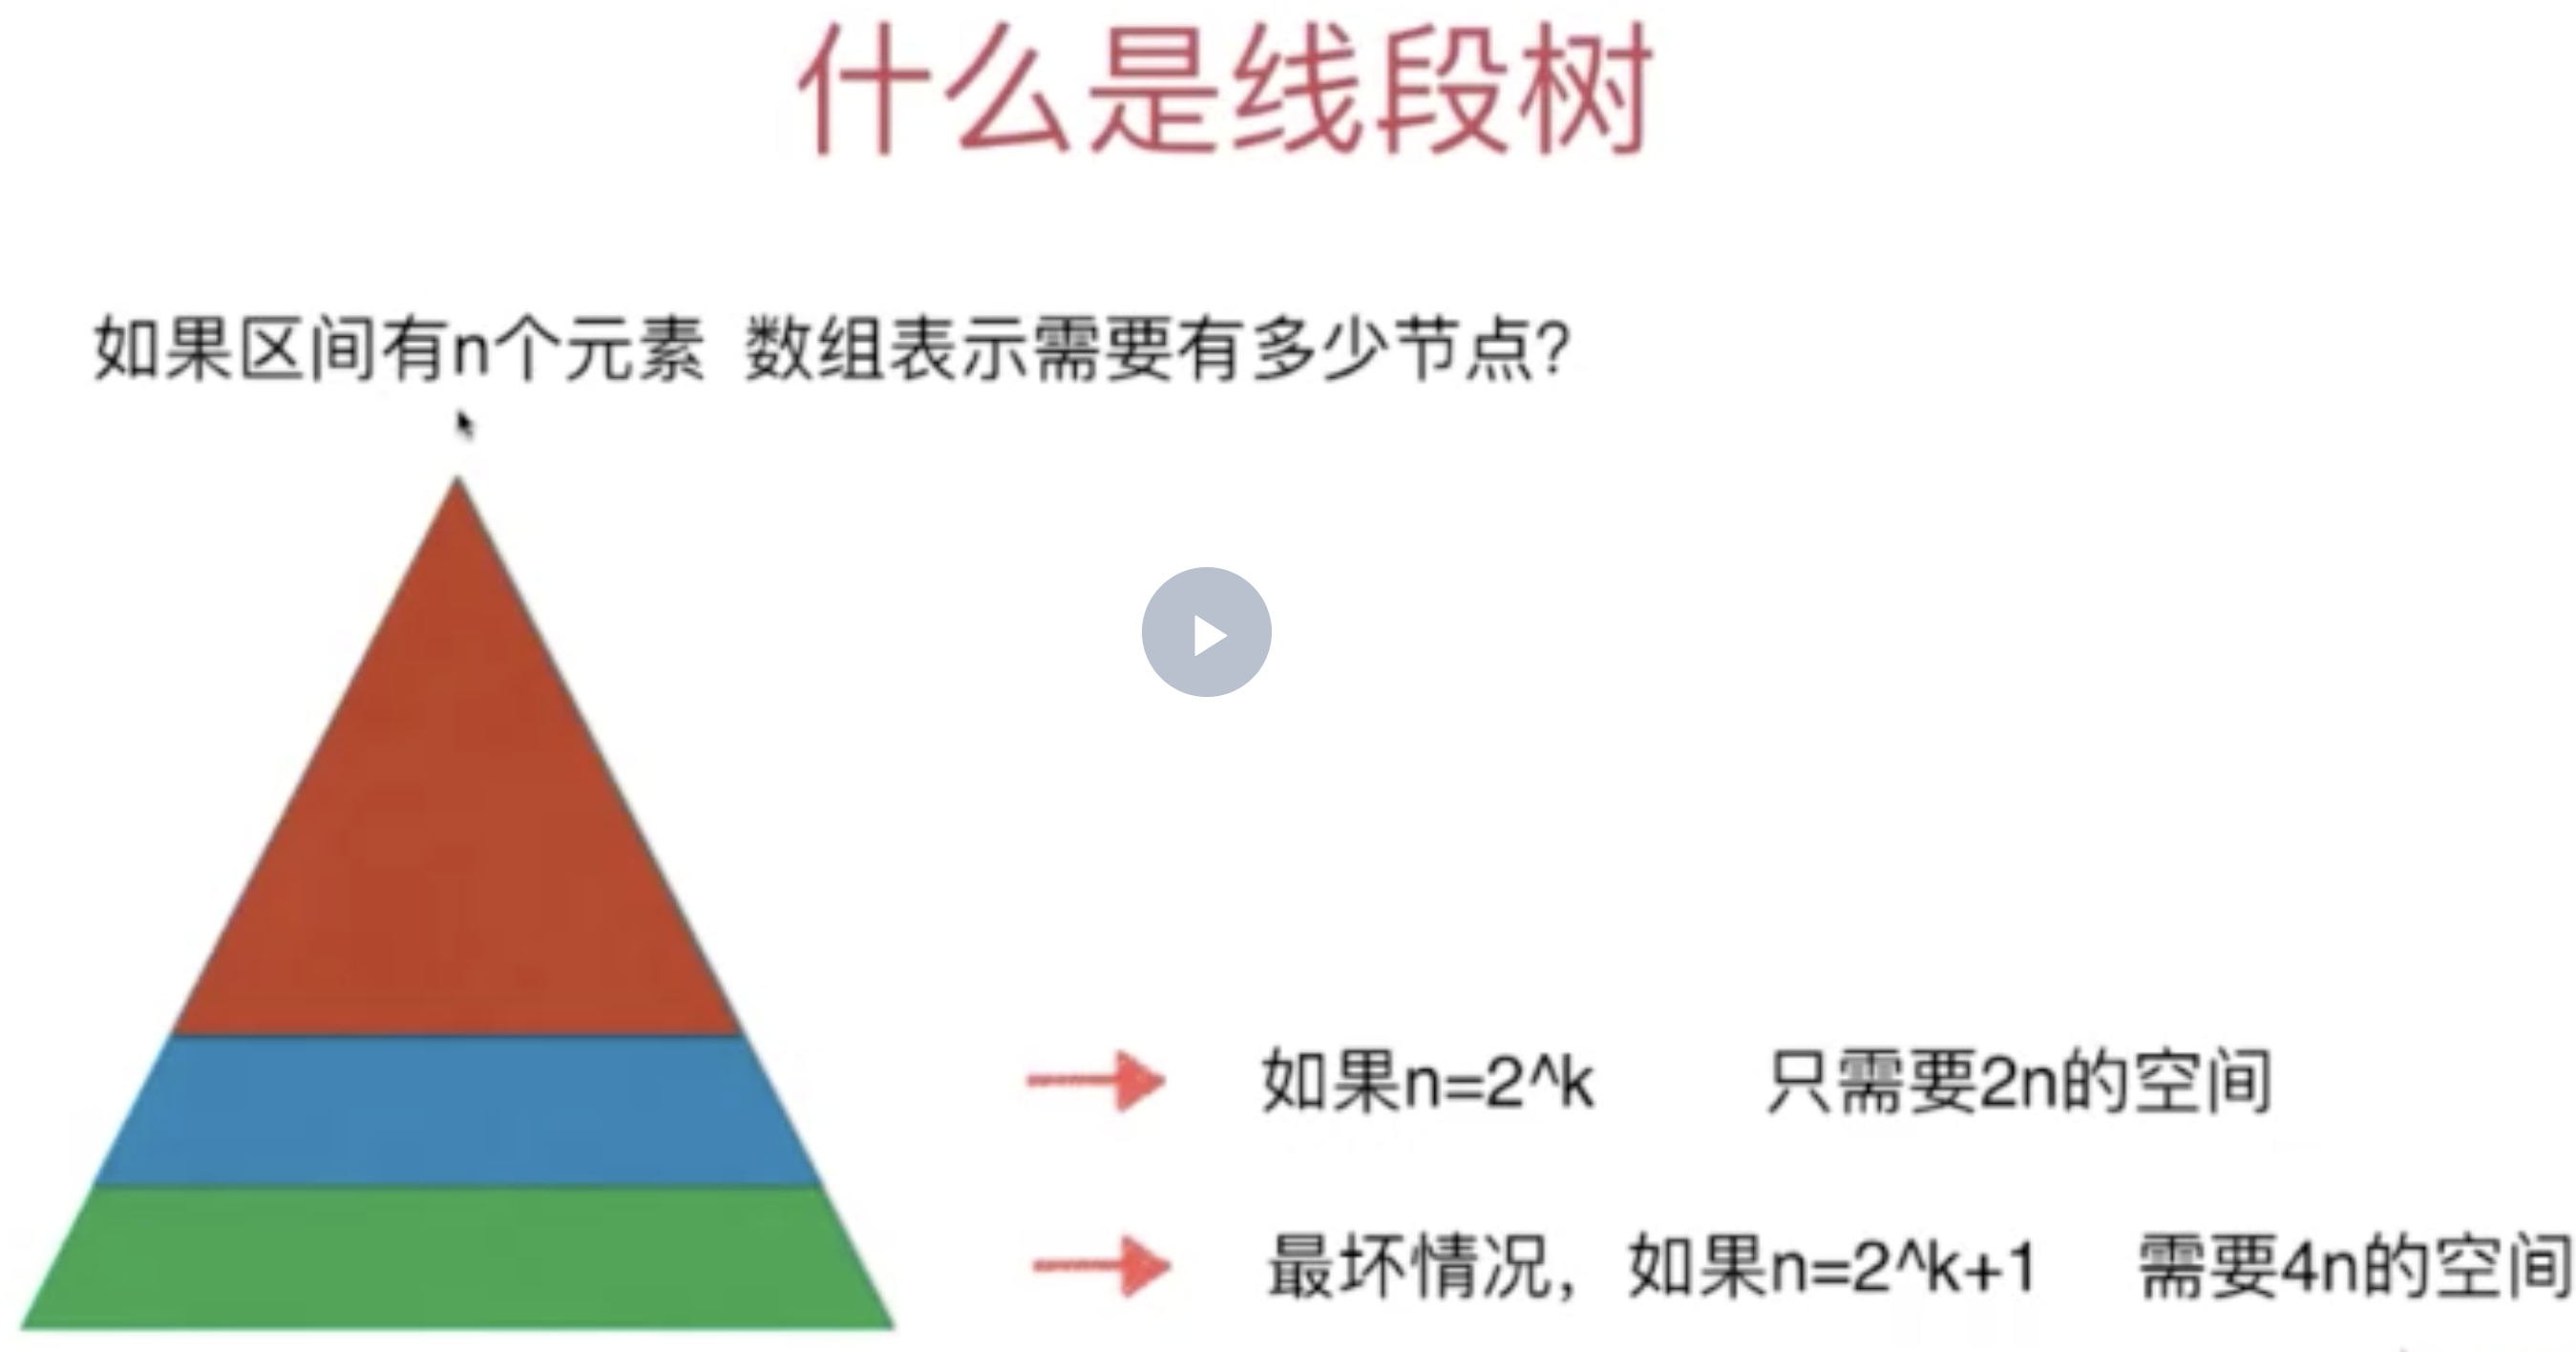 什么是线段树
如果区间有n个元素 数组表示需要有多少节点?
如果n=2^k 只需要2n的空间
最坏情况，如果n=2^k+1 需要4n的空间